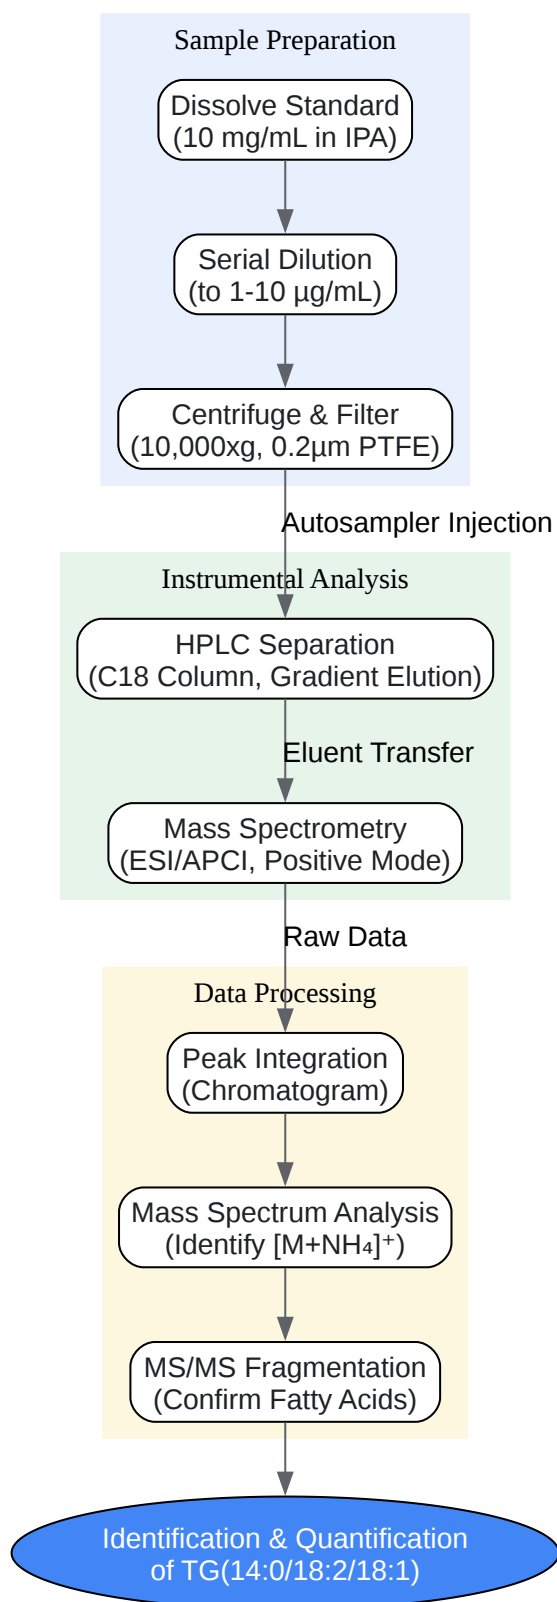 Sample Preparation
Dissolve Standard
(10 mg/mL in IPA)
Serial Dilution
(to 1-10 µg/mL)
Centrifuge & Filter
(10,000xg, 0.2µm PTFE)
Autosampler Injection
Instrumental Analysis
HPLC Separation
(C18 Column, Gradient Elution)
Eluent Transfer
Mass Spectrometry
(ESI/APCI, Positive Mode)
Raw Data
Data Processing
Peak Integration
(Chromatogram)
Mass Spectrum Analysis
(Identify [M+NH₄]⁺)
MS/MS Fragmentation
(Confirm Fatty Acids)
Identification & Quantification
of TG(14:0/18:2/18:1)